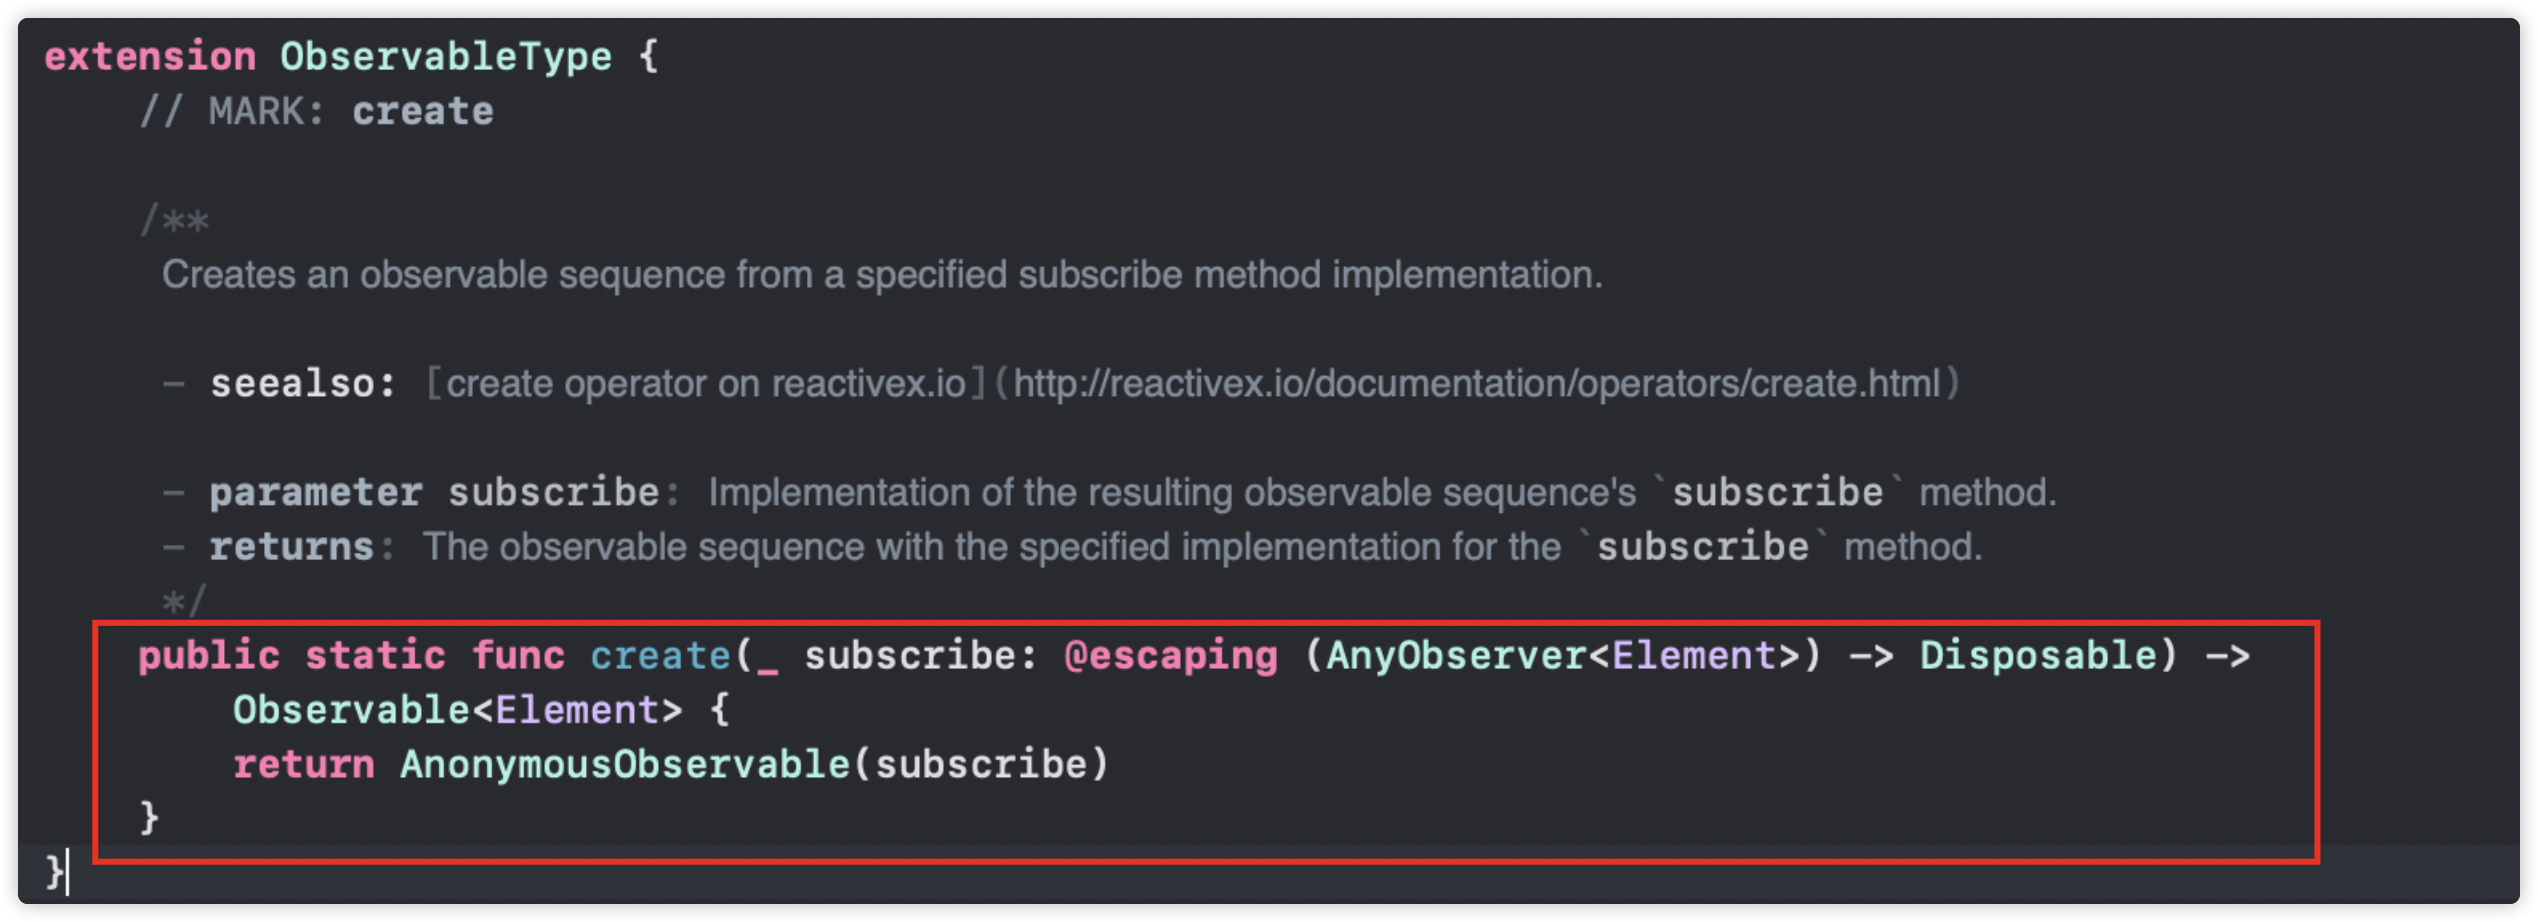 extension ObservableType {
// MARK: create
/**
Creates an observable sequence from a specified subscribe method implementation.
- seealso: [create operator on reactivex.io](http://reactivex.io/documentation/operators/create.html)
- parameter subscribe: Implementation of the resulting observable sequence's `subscribe` method.
- returns: The observable sequence with the specified implementation for the `subscribe` method.
*/
public static func create(_ subscribe: @escaping (AnyObserver<Element>) -> Disposable) ->
Observable<Element> {
return AnonymousObservable(subscribe)
}
}